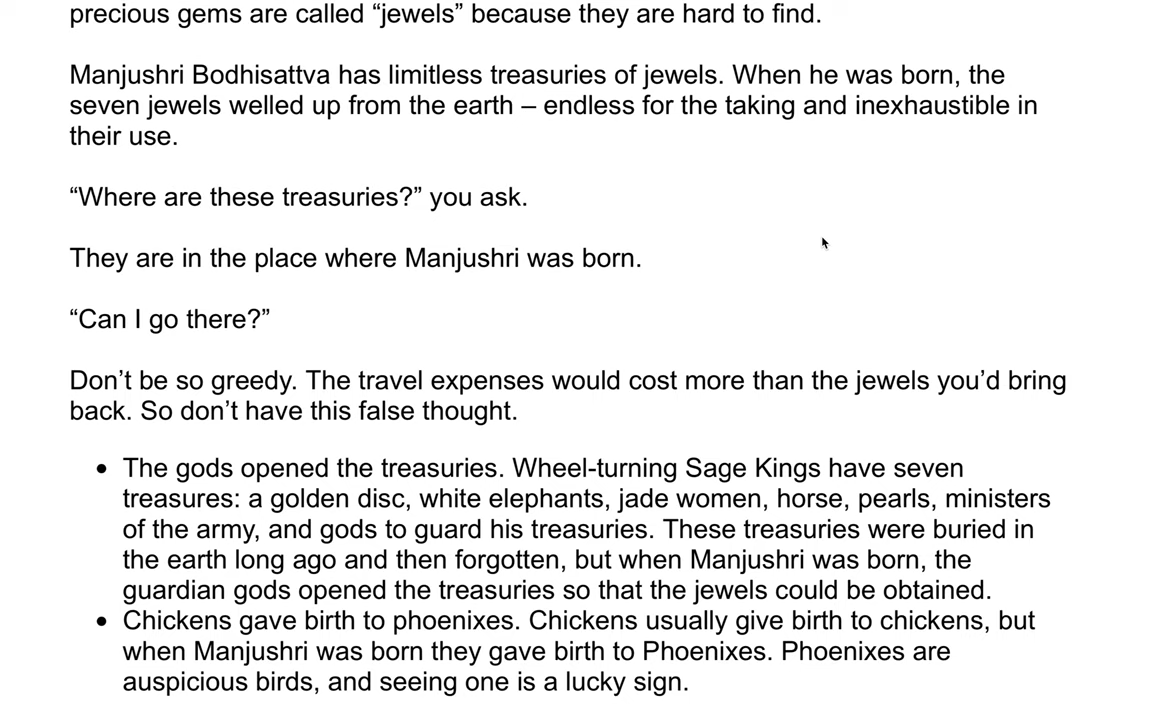 precious gems are called “jewels” because they are hard to find.
Manjushri Bodhisattva has limitless treasuries of jewels. When he was born, the
seven jewels welled up from the earth – endless for the taking and inexhaustible in
their use.
“Where are these treasuries?” you ask.
They are in the place where Manjushri was born.
“Can I go there?”
Don’t be so greedy. The travel expenses would cost more than the jewels you’d bring
back. So don’t have this false thought.
• The gods opened the treasuries. Wheel-turning Sage Kings have seven
treasures: a golden disc, white elephants, jade women, horse, pearls, ministers
of the army, and gods to guard his treasuries. These treasuries were buried in
the earth long ago and then forgotten, but when Manjushri was born, the
guardian gods opened the treasuries so that the jewels could be obtained.
• Chickens gave birth to phoenixes. Chickens usually give birth to chickens, but
when Manjushri was born they gave birth to Phoenixes. Phoenixes are
auspicious birds, and seeing one is a lucky sign.